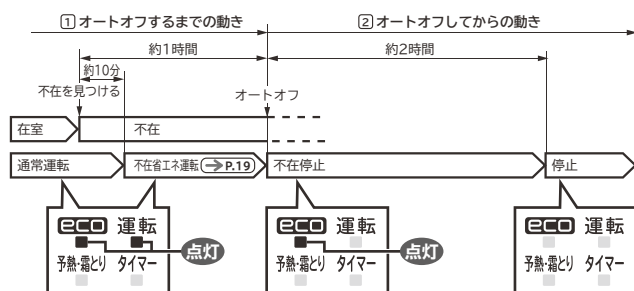 1 オートオフするまでの動き
2 オートオフしてからの動き
約1時間
約2時間
約10分
不在を見つける
オートオフ
在室
不在
通常運転
不在省エネ運転(→P.19)
不在停止
停止
eco 運転
予熱・霜とり タイマー
点灯
eco 運転
予熱・霜とり タイマー
点灯
eco 運転
予熱・霜とり タイマー